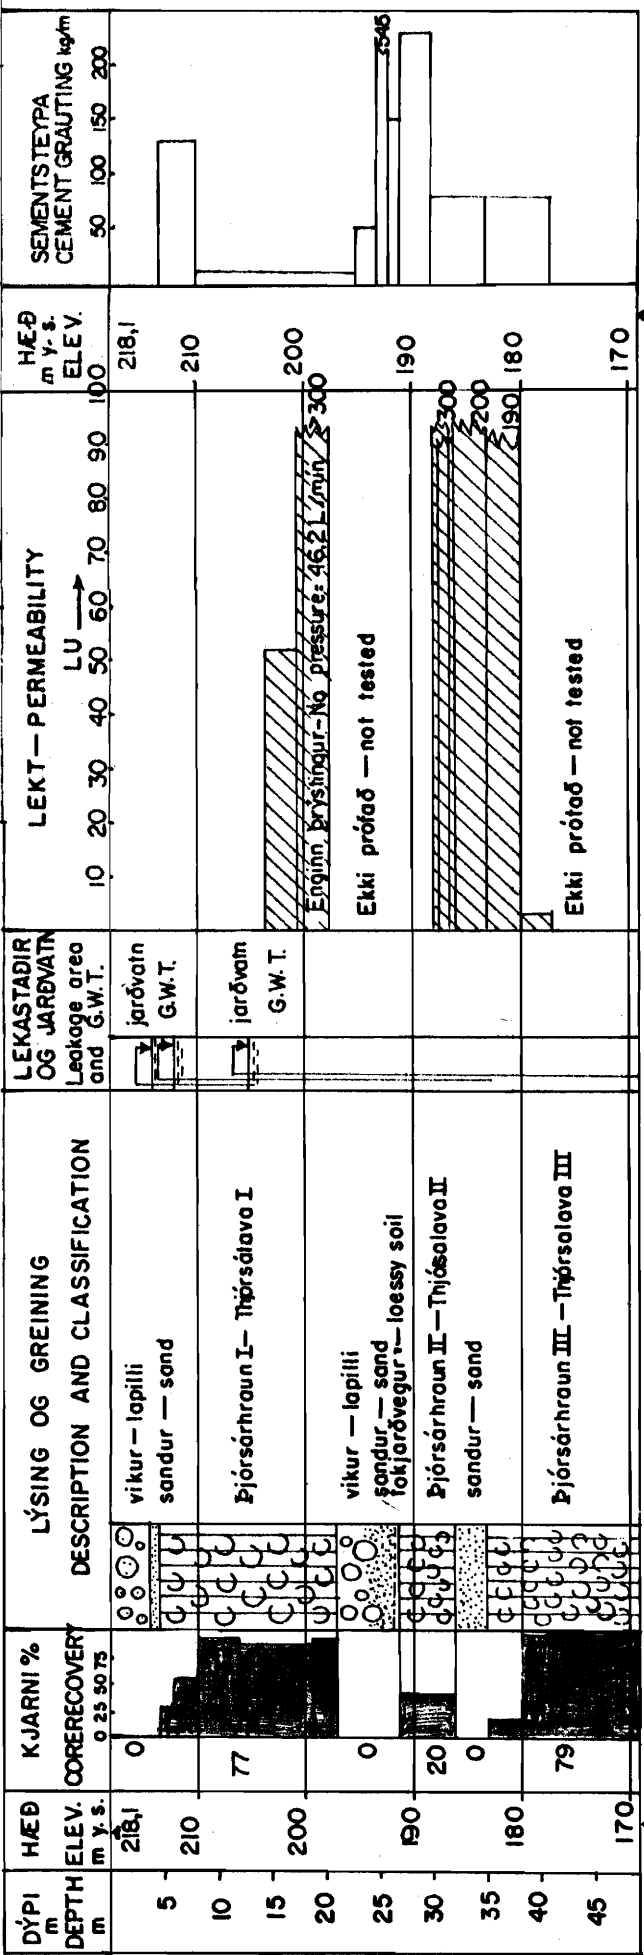 DÝPI
m
DEPTH
m
5
10
15
20
25
30
35
40
45
HÆÐ
ELEV.
m y.s.
218,1
210
200
190
180
170
KJARNI %
CORERECOVERY
0 25 50 75
0
77
0
20
0
79
LÝSING OG GREINING
DESCRIPTION AND CLASSIFICATION
vikur — lapilli
sandur — sand
Þjórsárhraun I — Thjórsálava I
vikur — lapilli
sandur — sand
fokjarðvegur — loessy soil
Þjórsárhraun II — Thjósalava II
sandur — sand
Þjórsárhraun III — Thjórsalava III
LEKASTAÐIR
OG JARÐVATN
Leakage area
and G.W.T.
jarðvatn
G.W.T.
jarðvatn
G.W.T.
LEKT — PERMEABILITY
LU →
10 20 30 40 50 60 70 80 90 100
Enginn þrýstingur-No pressure: 46,2 L/mín
>300
Ekki prófað — not tested
300
200
190
Ekki prófað — not tested
HÆÐ
m y.s.
ELEV.
218,1
210
200
190
180
170
SEMENTSTEYPA
CEMENT GRAUTING kg/m
50 100 150 200
545